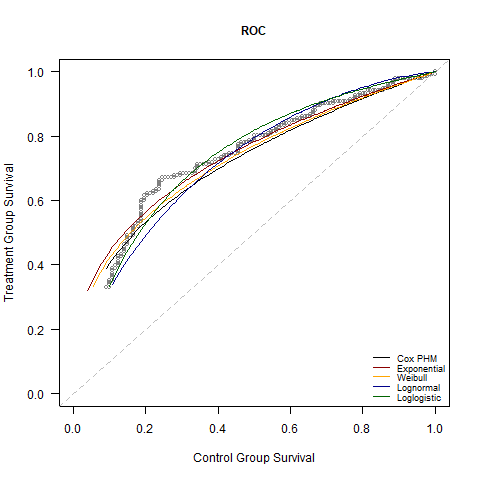 ROC
Treatment Group Survival
1.0
0.8
0.6
0.4
0.2
0.0
Cox PHM
Exponential
Weibull
Lognormal
Loglogistic
0.0 0.2 0.4 0.6 0.8 1.0
Control Group Survival